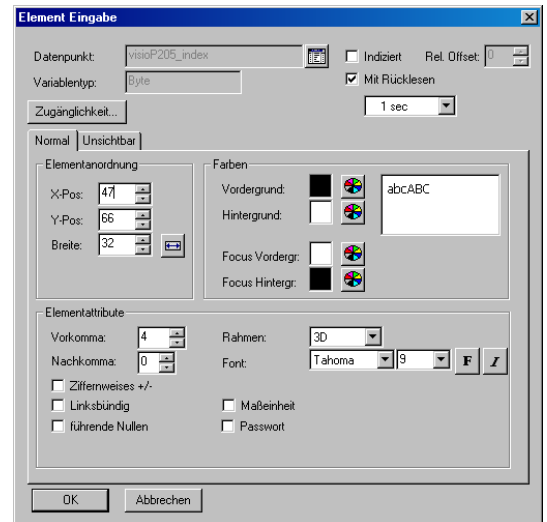 Element Eingabe
Datenpunkt: visioP205_index Indiziert Rel. Offset: 0
Variablentyp: Byte Mit Rücklesen
Zugänglichkeit... 1 sec
Normal Unsichtbar
Elementanordnung Farben
X-Pos: 47 Vordergrund: abcABC
Y-Pos: 66 Hintergrund:
Breite: 32
Focus Vordergr:
Focus Hintergr:
Elementattribute
Vorkomma: 4 Rahmen: 3D
Nachkomma: 0 Font: Tahoma 9 F I
Ziffernweises +/-
Linksbündig Maßeinheit
führende Nullen Passwort
OK Abbrechen